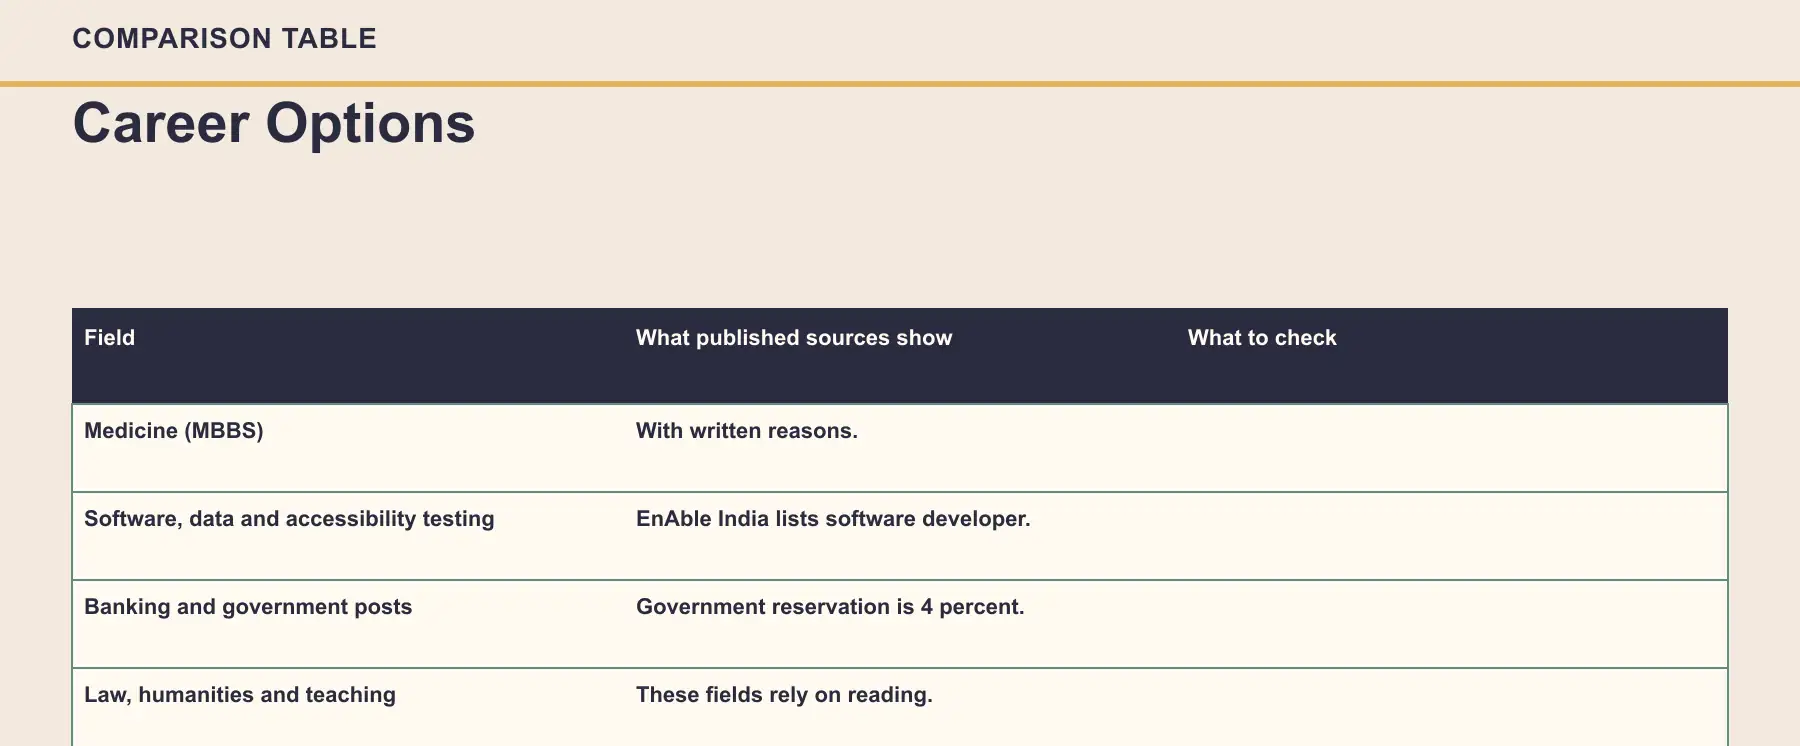 COMPARISON TABLE
Career Options
Field What published sources show What to check
Medicine (MBBS) With written reasons.
Software, data and accessibility testing EnAble India lists software developer.
Banking and government posts Government reservation is 4 percent.
Law, humanities and teaching These fields rely on reading.